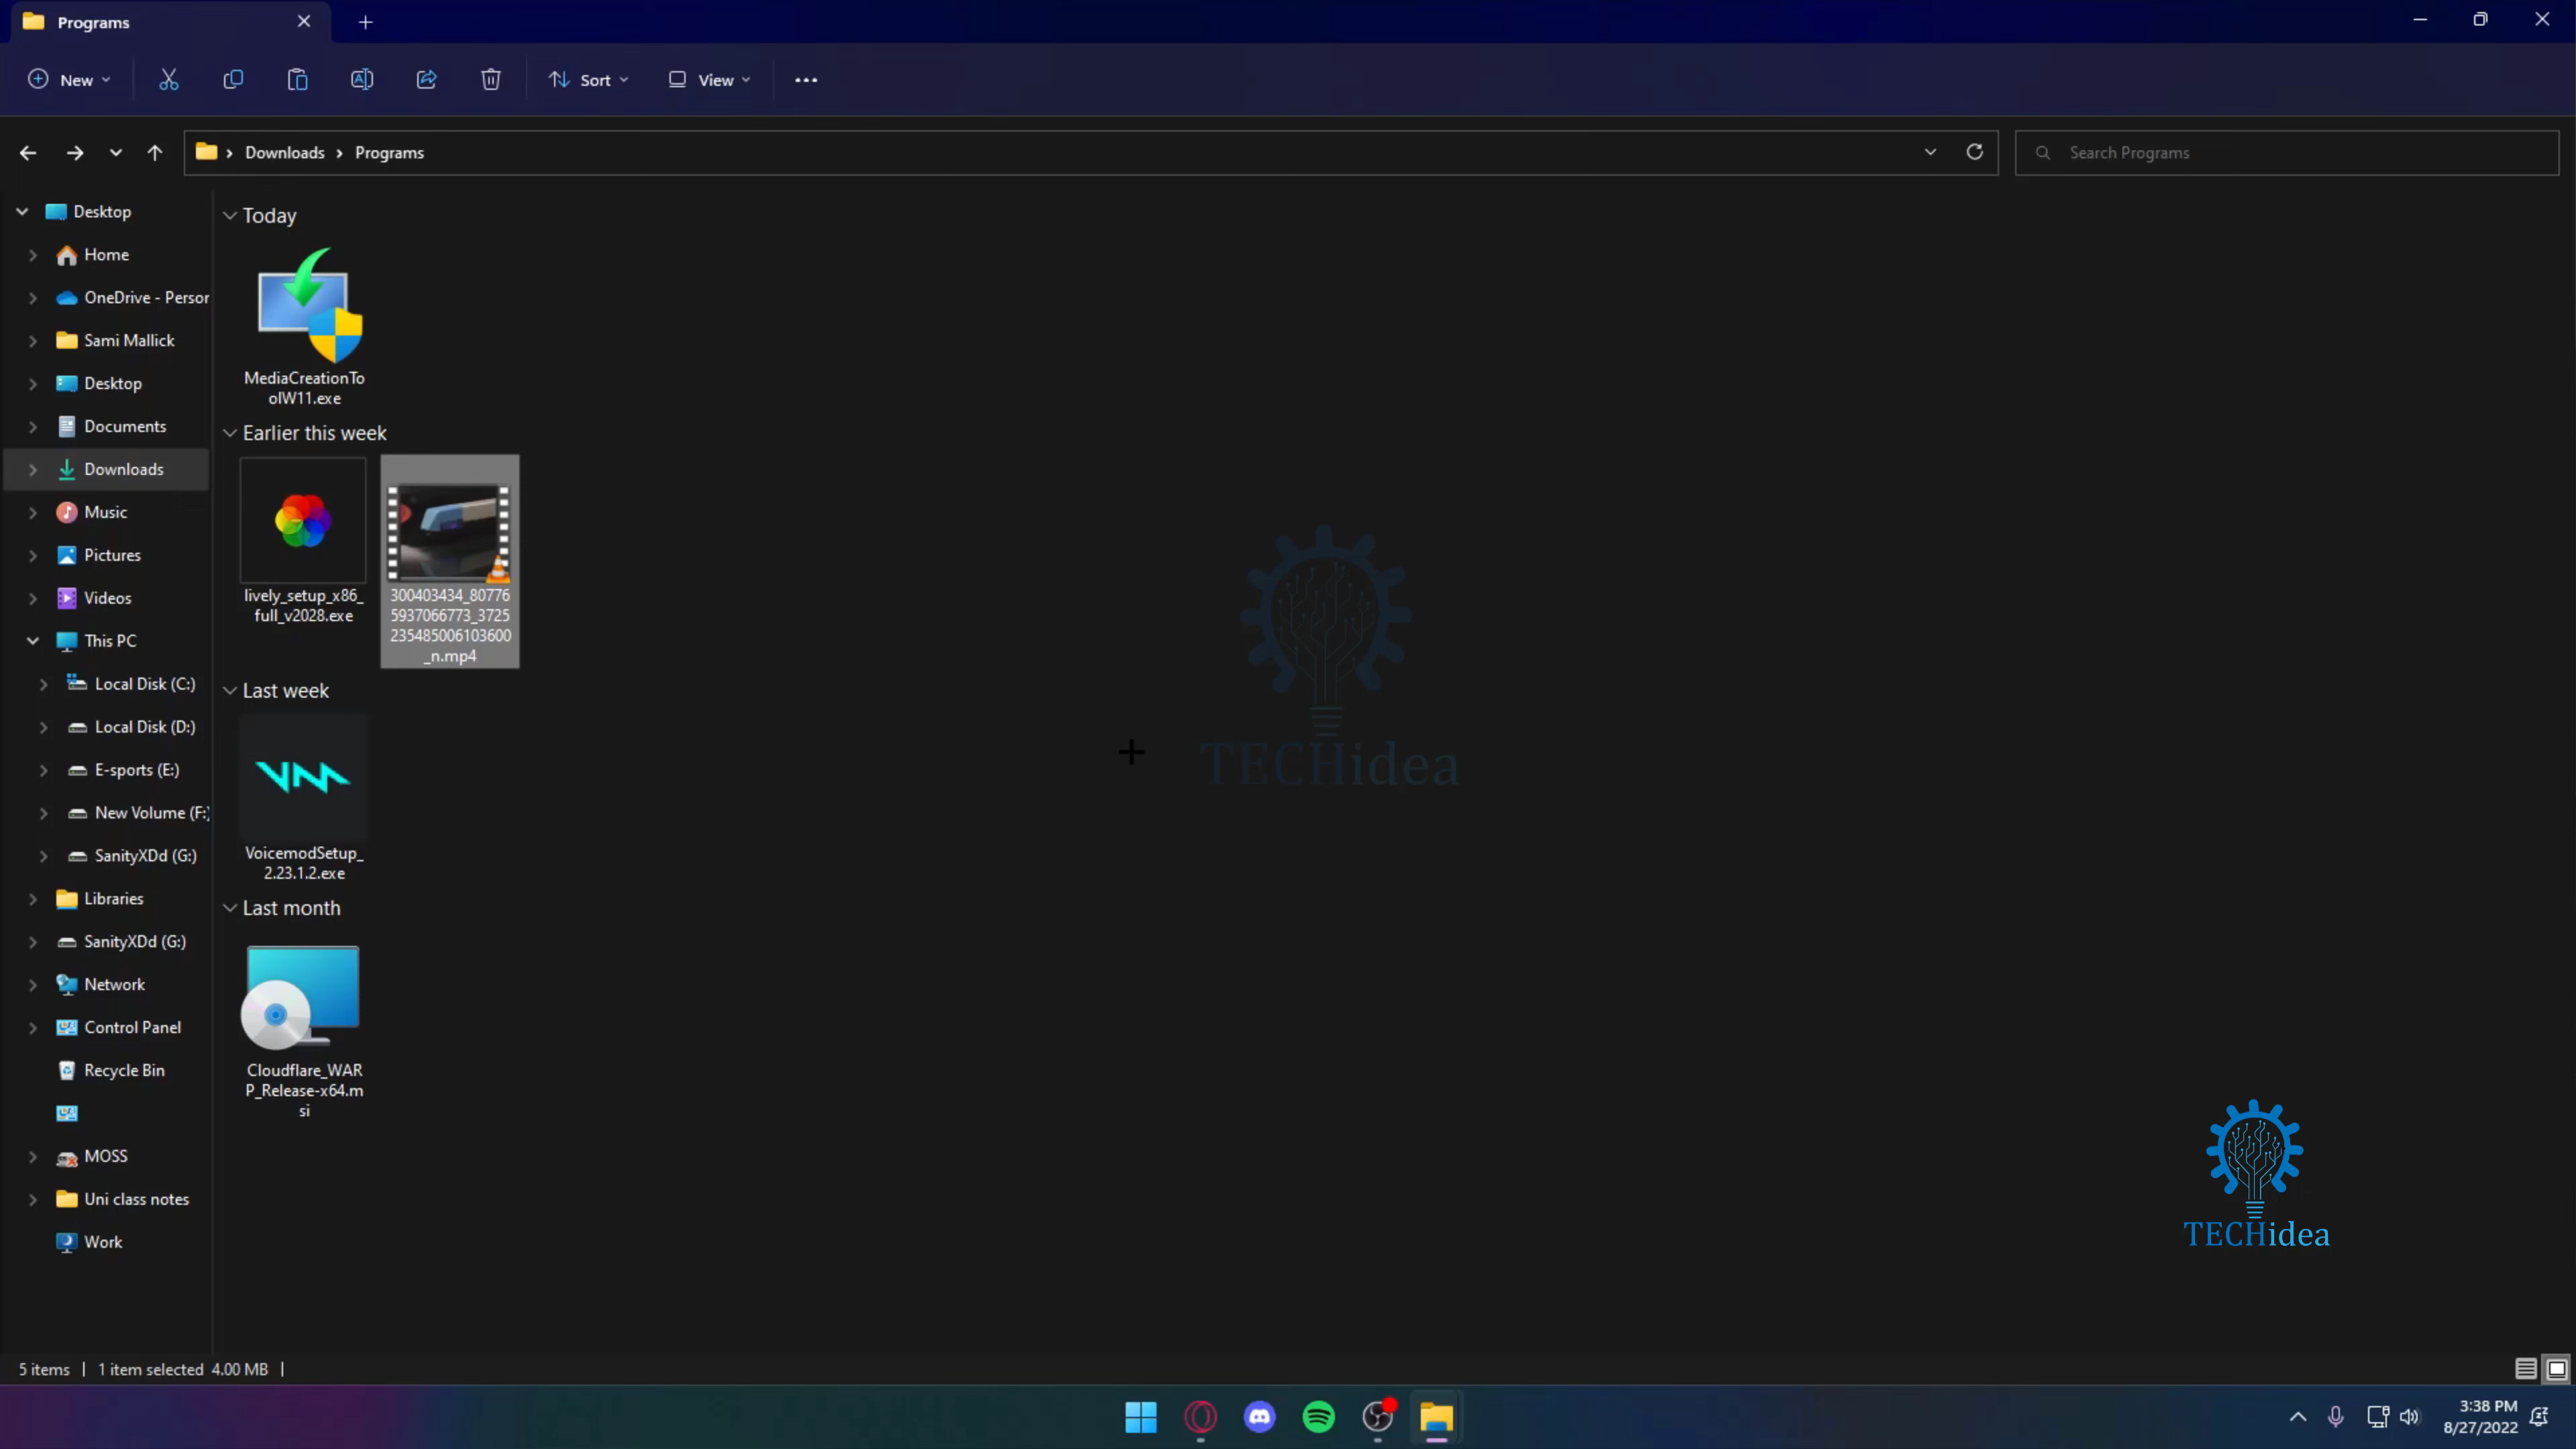 Programs
New
Sort
View
Downloads
Programs
Search Programs
Desktop
Home
OneDrive - Persor
Sami Mallick
Desktop
Documents
Downloads
Music
Pictures
Videos
This PC
Local Disk (C:)
Local Disk (D:)
E-sports (E:)
New Volume (F:)
SanityXDd (G:)
Libraries
SanityXDd (G:)
Network
Control Panel
Recycle Bin
MOSS
Uni class notes
Work
Today
MediaCreationTo
olW11.exe
Earlier this week
lively_setup_x86_
full_v2028.exe
300403434_80776
5937066773_3725
235485006103600
_n.mp4
Last week
VM
VoicemodSetup_
2.23.1.2.exe
Last month
Cloudflare_WAR
P_Release-x64.m
si
TECHidea
TECHidea
5 items
1 item selected 4.00 MB
3:38 PM
8/27/2022